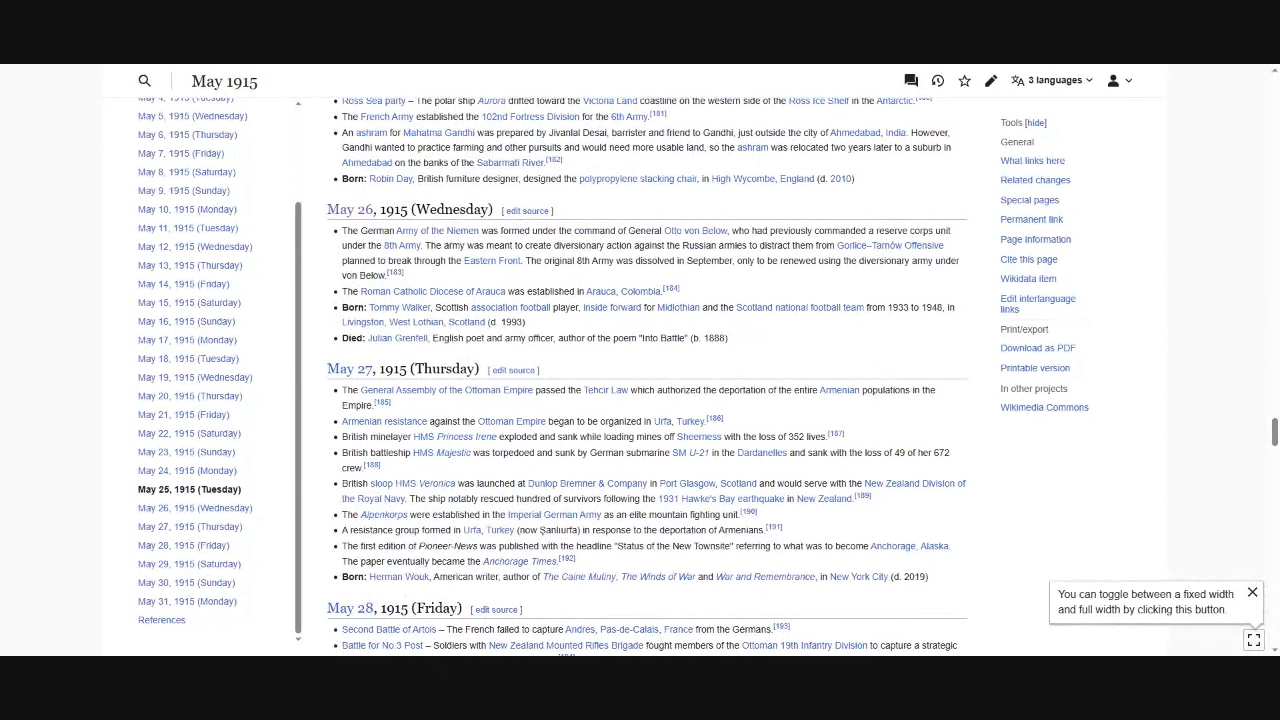 May 1915
3 languages
May 4, 1915 (Tuesday)
May 5, 1915 (Wednesday)
May 6, 1915 (Thursday)
May 7, 1915 (Friday)
May 8, 1915 (Saturday)
May 9, 1915 (Sunday)
May 10, 1915 (Monday)
May 11, 1915 (Tuesday)
May 12, 1915 (Wednesday)
May 13, 1915 (Thursday)
May 14, 1915 (Friday)
May 15, 1915 (Saturday)
May 16, 1915 (Sunday)
May 17, 1915 (Monday)
May 18, 1915 (Tuesday)
May 19, 1915 (Wednesday)
May 20, 1915 (Thursday)
May 21, 1915 (Friday)
May 22, 1915 (Saturday)
May 23, 1915 (Sunday)
May 24, 1915 (Monday)
May 25, 1915 (Tuesday)
May 26, 1915 (Wednesday)
May 27, 1915 (Thursday)
May 28, 1915 (Friday)
May 29, 1915 (Saturday)
May 30, 1915 (Sunday)
May 31, 1915 (Monday)
References
• Ross Sea party – The polar ship Aurora drifted toward the Victoria Land coastline on the western side of the Ross Ice Shelf in the Antarctic.
• The French Army established the 102nd Fortress Division for the 6th Army.[181]
• An ashram for Mahatma Gandhi was prepared by Jivanlal Desai, barrister and friend to Gandhi, just outside the city of Ahmedabad, India. However,
Gandhi wanted to practice farming and other pursuits and would need more usable land, so the ashram was relocated two years later to a suburb in
Ahmedabad on the banks of the Sabarmati River.[182]
• Born: Robin Day, British furniture designer, designed the polypropylene stacking chair, in High Wycombe, England (d. 2010)
May 26, 1915 (Wednesday) [ edit source ]
• The German Army of the Niemen was formed under the command of General Otto von Below, who had previously commanded a reserve corps unit
under the 8th Army. The army was meant to create diversionary action against the Russian armies to distract them from Gorlice–Tarnów Offensive
planned to break through the Eastern Front. The original 8th Army was dissolved in September, only to be renewed using the diversionary army under
von Below.[183]
• The Roman Catholic Diocese of Arauca was established in Arauca, Colombia.[184]
• Born: Tommy Walker, Scottish association football player, inside forward for Midlothian and the Scotland national football team from 1933 to 1948, in
Livingston, West Lothian, Scotland (d. 1993)
• Died: Julian Grenfell, English poet and army officer, author of the poem "Into Battle" (b. 1888)
May 27, 1915 (Thursday) [ edit source ]
• The General Assembly of the Ottoman Empire passed the Tehcir Law which authorized the deportation of the entire Armenian populations in the
Empire.[185]
• Armenian resistance against the Ottoman Empire began to be organized in Urfa, Turkey.[186]
• British minelayer HMS Princess Irene exploded and sank while loading mines off Sheerness with the loss of 352 lives.[187]
• British battleship HMS Majestic was torpedoed and sunk by German submarine SM U-21 in the Dardanelles and sank with the loss of 49 of her 672
crew.[188]
• British sloop HMS Veronica was launched at Dunlop Bremner & Company in Port Glasgow, Scotland and would serve with the New Zealand Division of
the Royal Navy. The ship notably rescued hundred of survivors following the 1931 Hawke's Bay earthquake in New Zealand.[189]
• The Alpenkorps were established in the Imperial German Army as an elite mountain fighting unit.[190]
• A resistance group formed in Urfa, Turkey (now Şanlıurfa) in response to the deportation of Armenians.[191]
• The first edition of Pioneer-News was published with the headline "Status of the New Townsite" referring to what was to become Anchorage, Alaska.
The paper eventually became the Anchorage Times.[192]
• Born: Herman Wouk, American writer, author of The Caine Mutiny, The Winds of War and War and Remembrance, in New York City (d. 2019)
May 28, 1915 (Friday) [ edit source ]
• Second Battle of Artois – The French failed to capture Andres, Pas-de-Calais, France from the Germans.[193]
• Battle for No.3 Post – Soldiers with New Zealand Mounted Rifles Brigade fought members of the Ottoman 19th Infantry Division to capture a strategic
Tools [hide]
General
What links here
Related changes
Special pages
Permanent link
Page information
Cite this page
Wikidata item
Edit interlanguage
links
Print/export
Download as PDF
Printable version
In other projects
Wikimedia Commons
You can toggle between a fixed width
and full width by clicking this button.